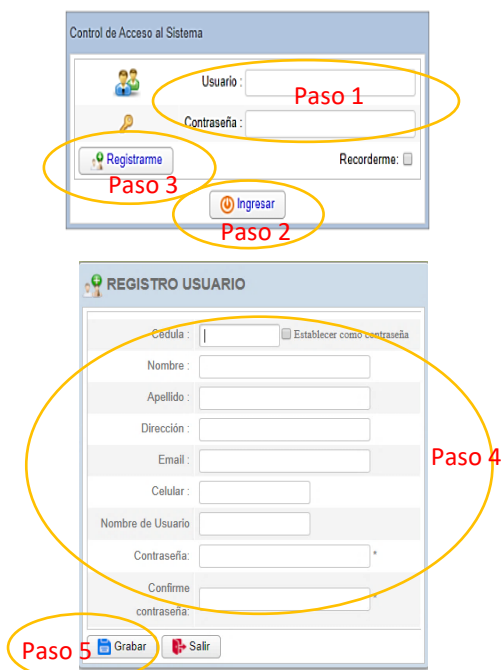 Control de Acceso al Sistema
Usuario :
Paso 1
Contraseña :
Registrarme
Recorderme:
Paso 3
Ingresar
Paso 2
REGISTRO USUARIO
Cedula :
Establecer como contraseña
Nombre :
Apellido :
Dirección :
Email :
Paso 4
Celular :
Nombre de Usuario
Contraseña: *
Confirme
contraseña: *
Paso 5
Grabar
Salir